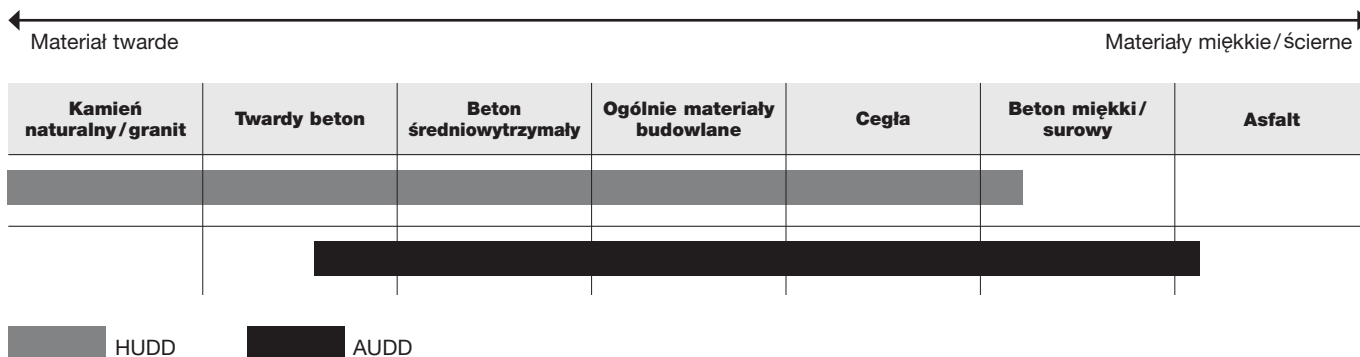 Materiał twarde
Materiały miękkie/ścierne
Kamień
naturalny/granit
Twardy beton
Beton
średniowytrzymały
Ogólnie materiały
budowlane
Cegła
Beton miękki/
surowy
Asfalt
HUDD
AUDD